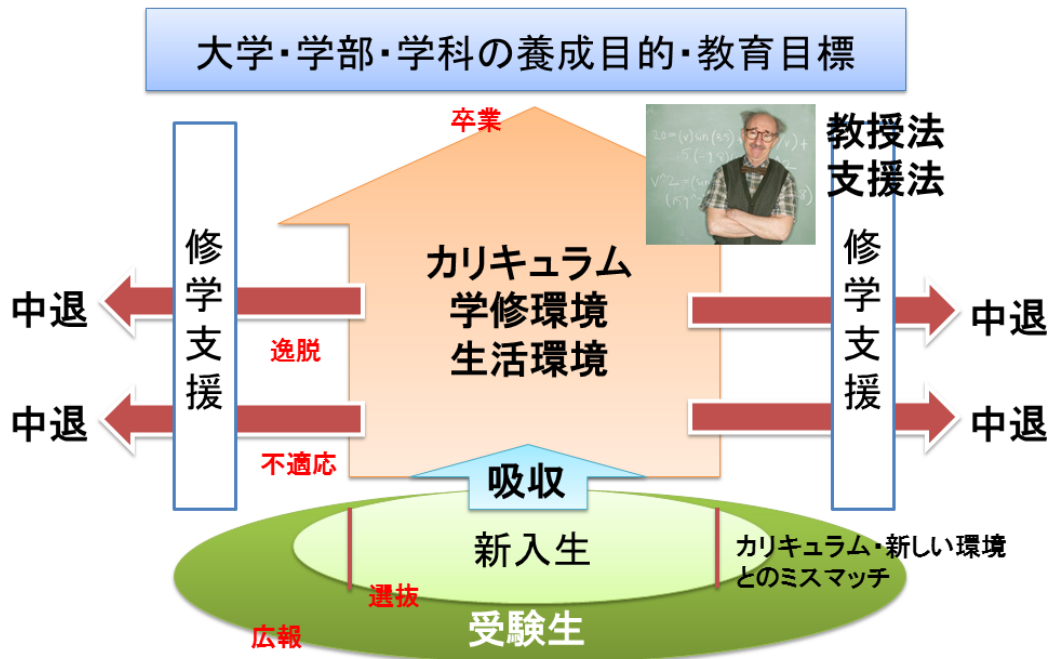 大学・学部・学科の養成目的・教育目標
卒業
教授法
支援法
修
学
支
援
カリキュラム
学修環境
生活環境
修
学
支
援
中退
中退
逸脱
中退
中退
不適応
吸収
新入生
カリキュラム・新しい環境
とのミスマッチ
選抜
広報
受験生